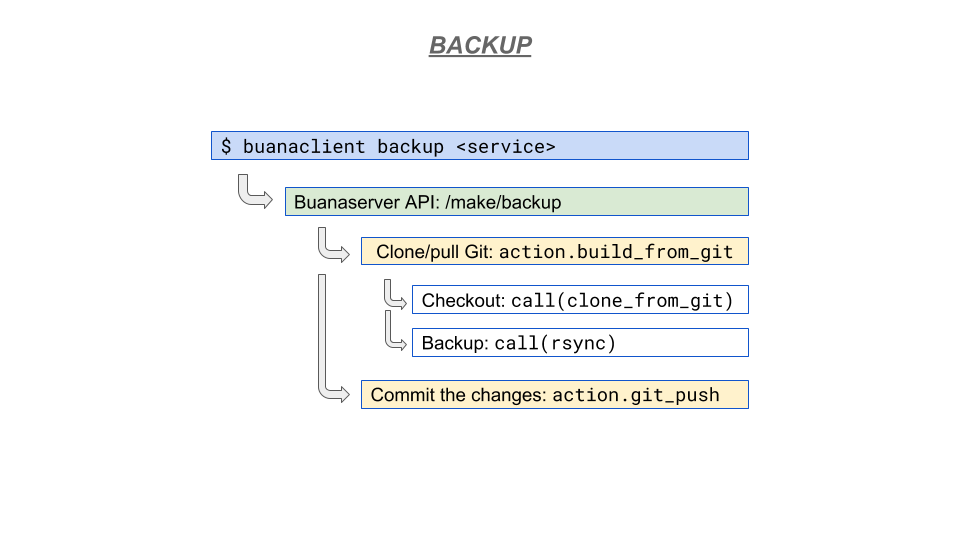 BACKUP
$ buanaclient backup <service>
Buanaserver API: /make/backup
Clone/pull Git: action.build_from_git
Checkout: call(clone_from_git)
Backup: call(rsync)
Commit the changes: action.git_push